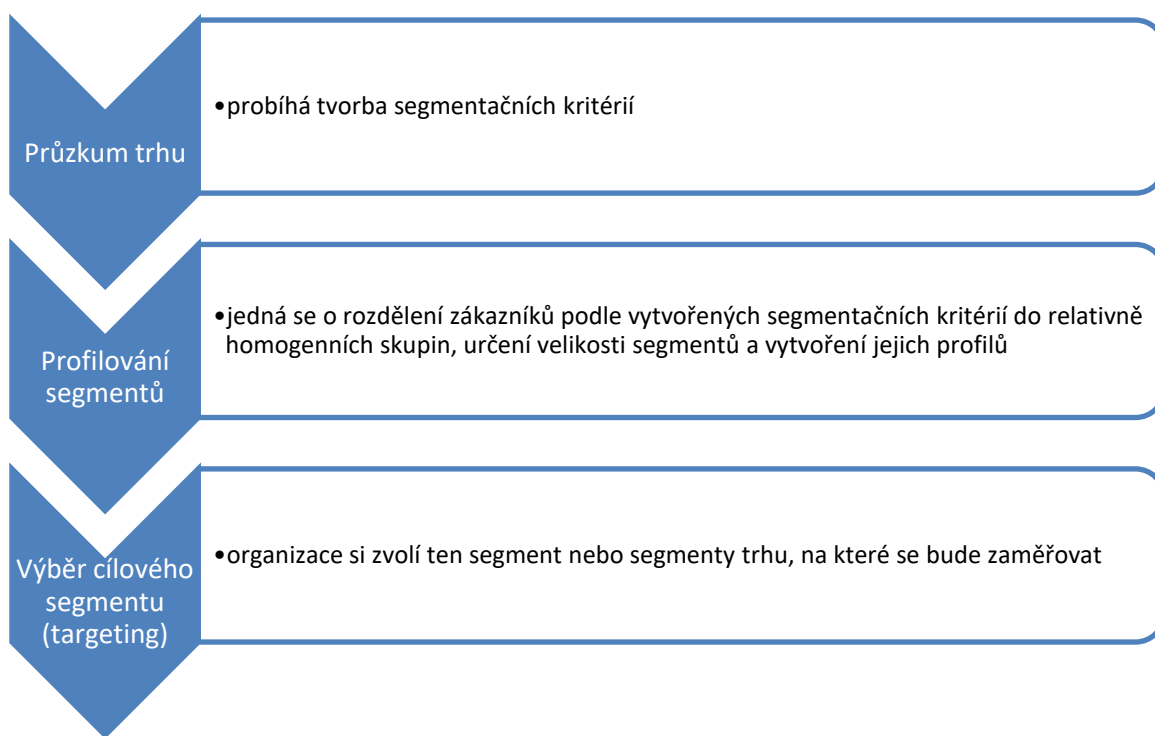 Průzkum trhu
•probíhá tvorba segmentačních kritérií
Profilování
segmentů
•jedná se o rozdělení zákazníků podle vytvořených segmentačních kritérií do relativně
homogenních skupin, určení velikosti segmentů a vytvoření jejich profilů
Výběr cílového
segmentu
(targeting)
•organizace si zvolí ten segment nebo segmenty trhu, na které se bude zaměřovat